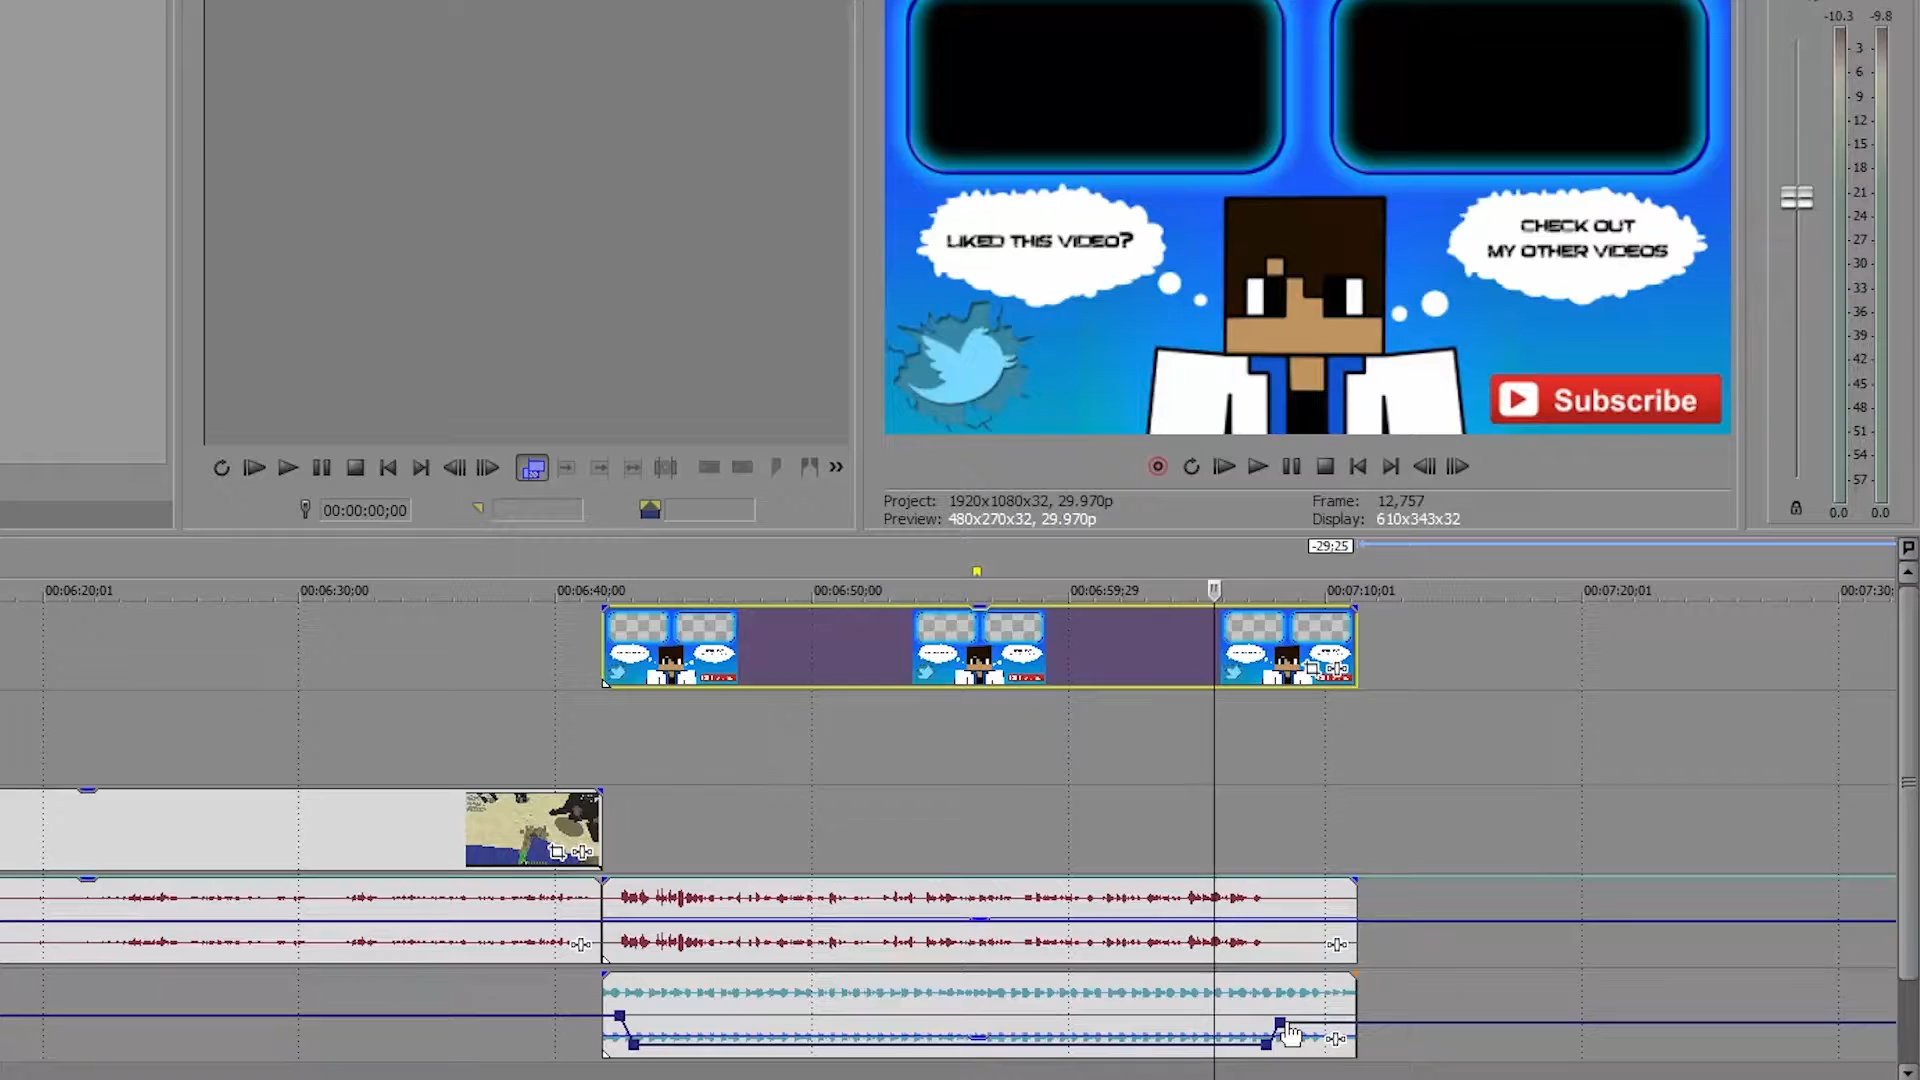 -10.3 -9.8
3
6
9
12
15
18
21
24
27
30
33
36
39
42
45
48
51
54
57
0.0 0.0
LIKED THIS VIDEO?
CHECK OUT
MY OTHER VIDEOS
Subscribe
00:00:00;00
Project: 1920x1080x32, 29.970p
Preview: 480x270x32, 29.970p
Frame: 12,757
Display: 610x343x32
-29;25
00:06:20;01 00:06:30;00 00:06:40;00 00:06:50;00 00:06:59;29 00:07:10;01 00:07:20;01 00:07:30;